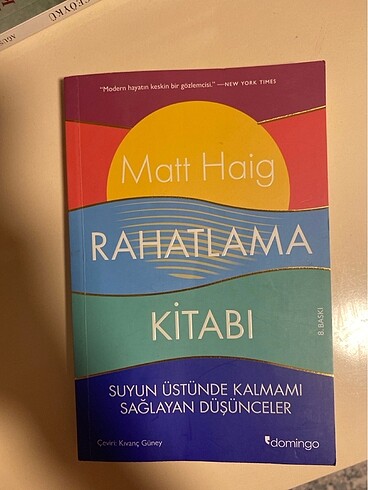 "Modern hayatın keskin bir gözlemcisi." —NEW YORK TIMES
Matt Haig
RAHATLAMA
KİTABI
8. BASKI
SUYUN ÜSTÜNDE KALMAMI
SAĞLAYAN DÜŞÜNCELER
Çeviri: Kıvanç Güney
domingo